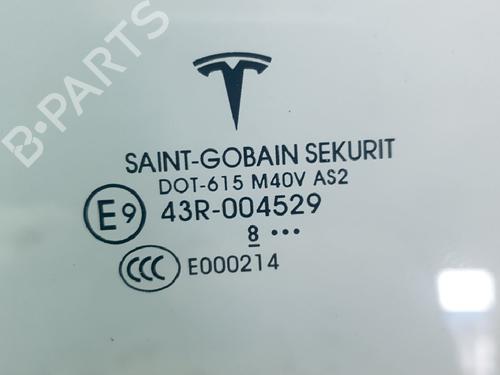 B-PARTS
SAINT-GOBAIN SEKURIT
DOT-615 M40V AS2
E9 43R-004529
8 •••
CCC E000214